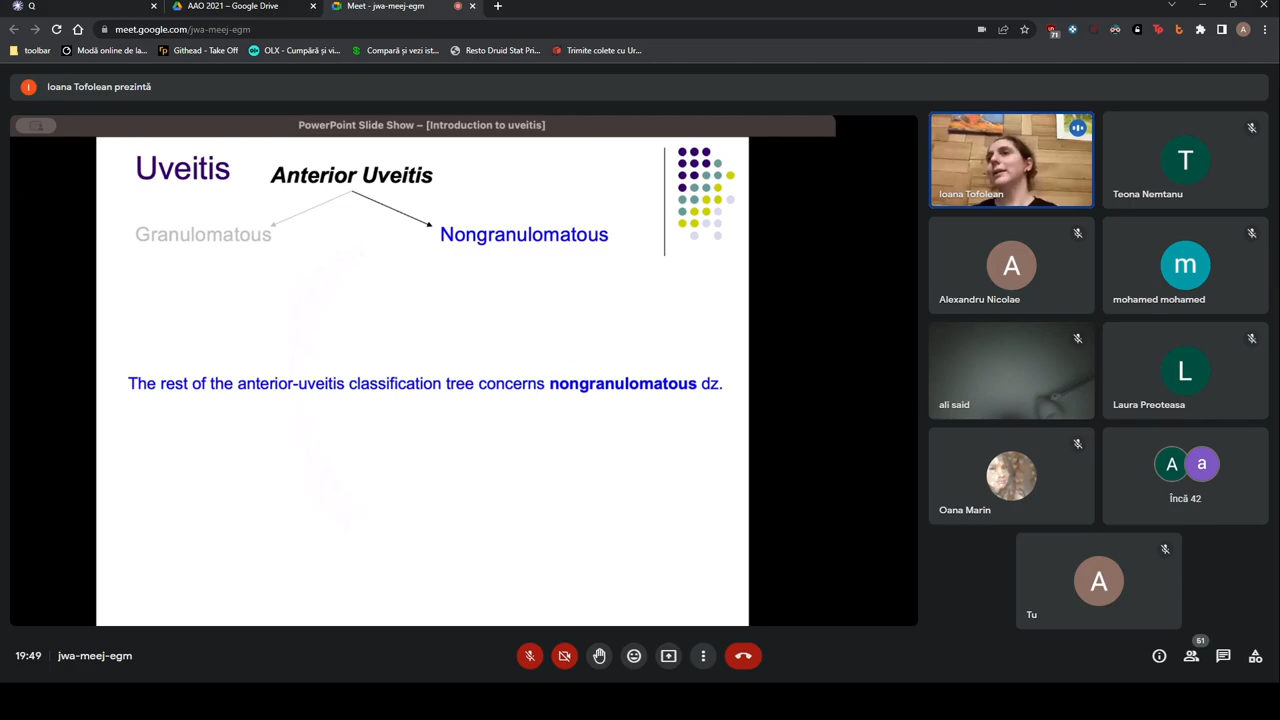 Q
AAO 2021 – Google Drive
Meet - jwa-meej-egm
meet.google.com/jwa-meej-egm
71
Tp
A
toolbar
Modă online de la...
Githead - Take Off
OLX - Cumpără și vi...
Compară și vezi ist...
Resto Druid Stat Pri...
Trimite colete cu Ur...
I
Ioana Tofolean prezintă
PowerPoint Slide Show – [Introduction to uveitis]
Uveitis
Anterior Uveitis
Granulomatous
Nongranulomatous
The rest of the anterior-uveitis classification tree concerns nongranulomatous dz.
Ioana Tofolean
T
Teona Nemtanu
A
Alexandru Nicolae
m
mohamed mohamed
ali said
L
Laura Preoteasa
Oana Marin
A
a
Încă 42
A
Tu
19:49
jwa-meej-egm
51